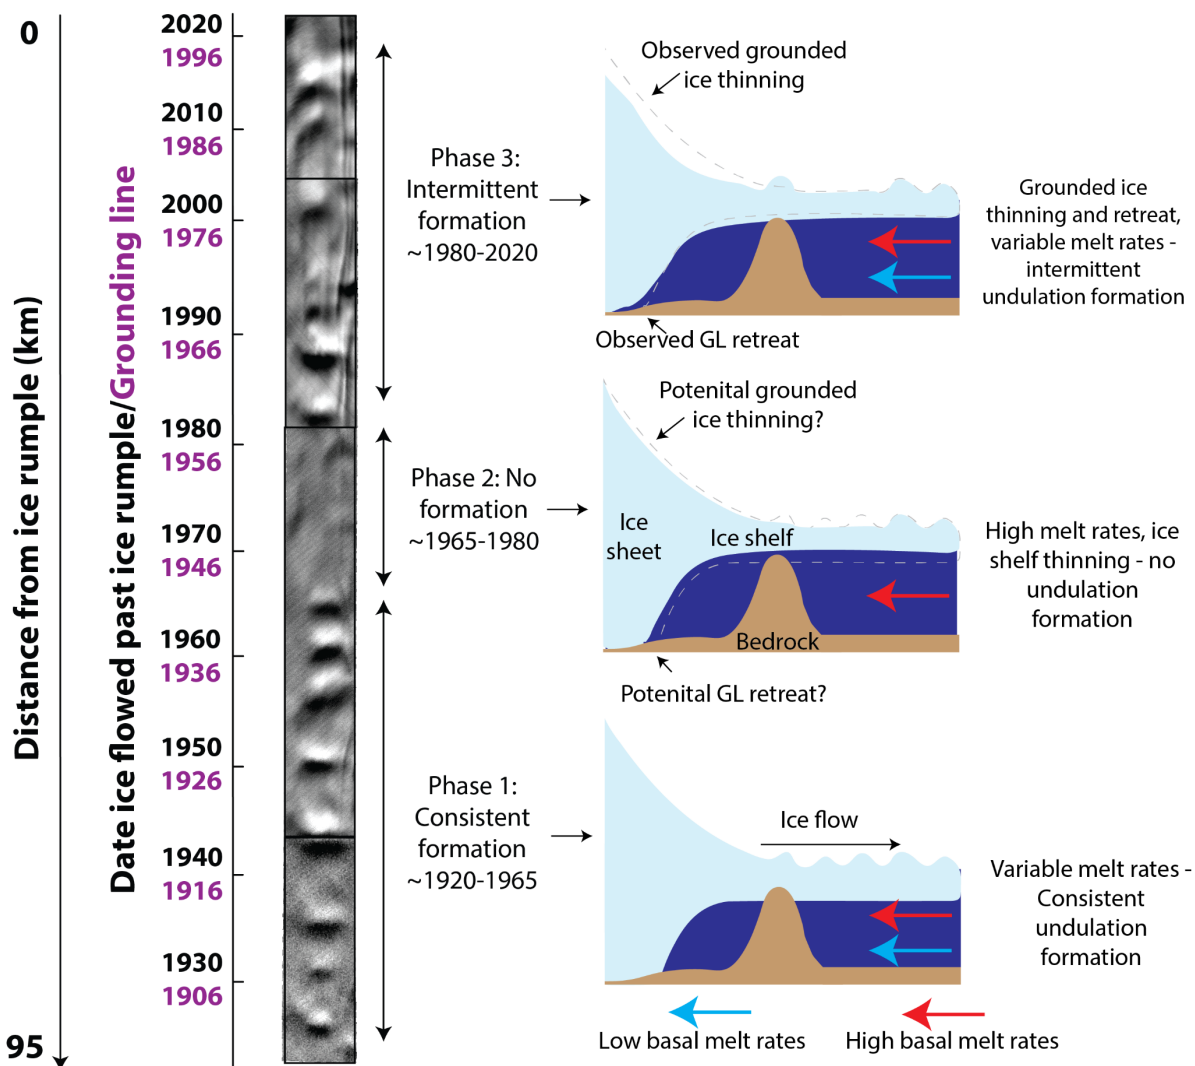 0
95
Distance from ice rumple (km)
Date ice flowed past ice rumple/Grounding line
2020
1996
2010
1986
2000
1976
1990
1966
1980
1956
1970
1946
1960
1936
1950
1926
1940
1916
1930
1906
Phase 3:
Intermittent
formation
~1980-2020
Observed grounded
ice thinning
Observed GL retreat
Grounded ice
thinning and retreat,
variable melt rates -
intermittent
undulation formation
Phase 2: No
formation
~1965-1980
Potenital grounded
ice thinning?
Ice
sheet
Ice shelf
Bedrock
Potenital GL retreat?
High melt rates, ice
shelf thinning - no
undulation
formation
Phase 1:
Consistent
formation
~1920-1965
Ice flow
Variable melt rates -
Consistent
undulation
formation
Low basal melt rates
High basal melt rates